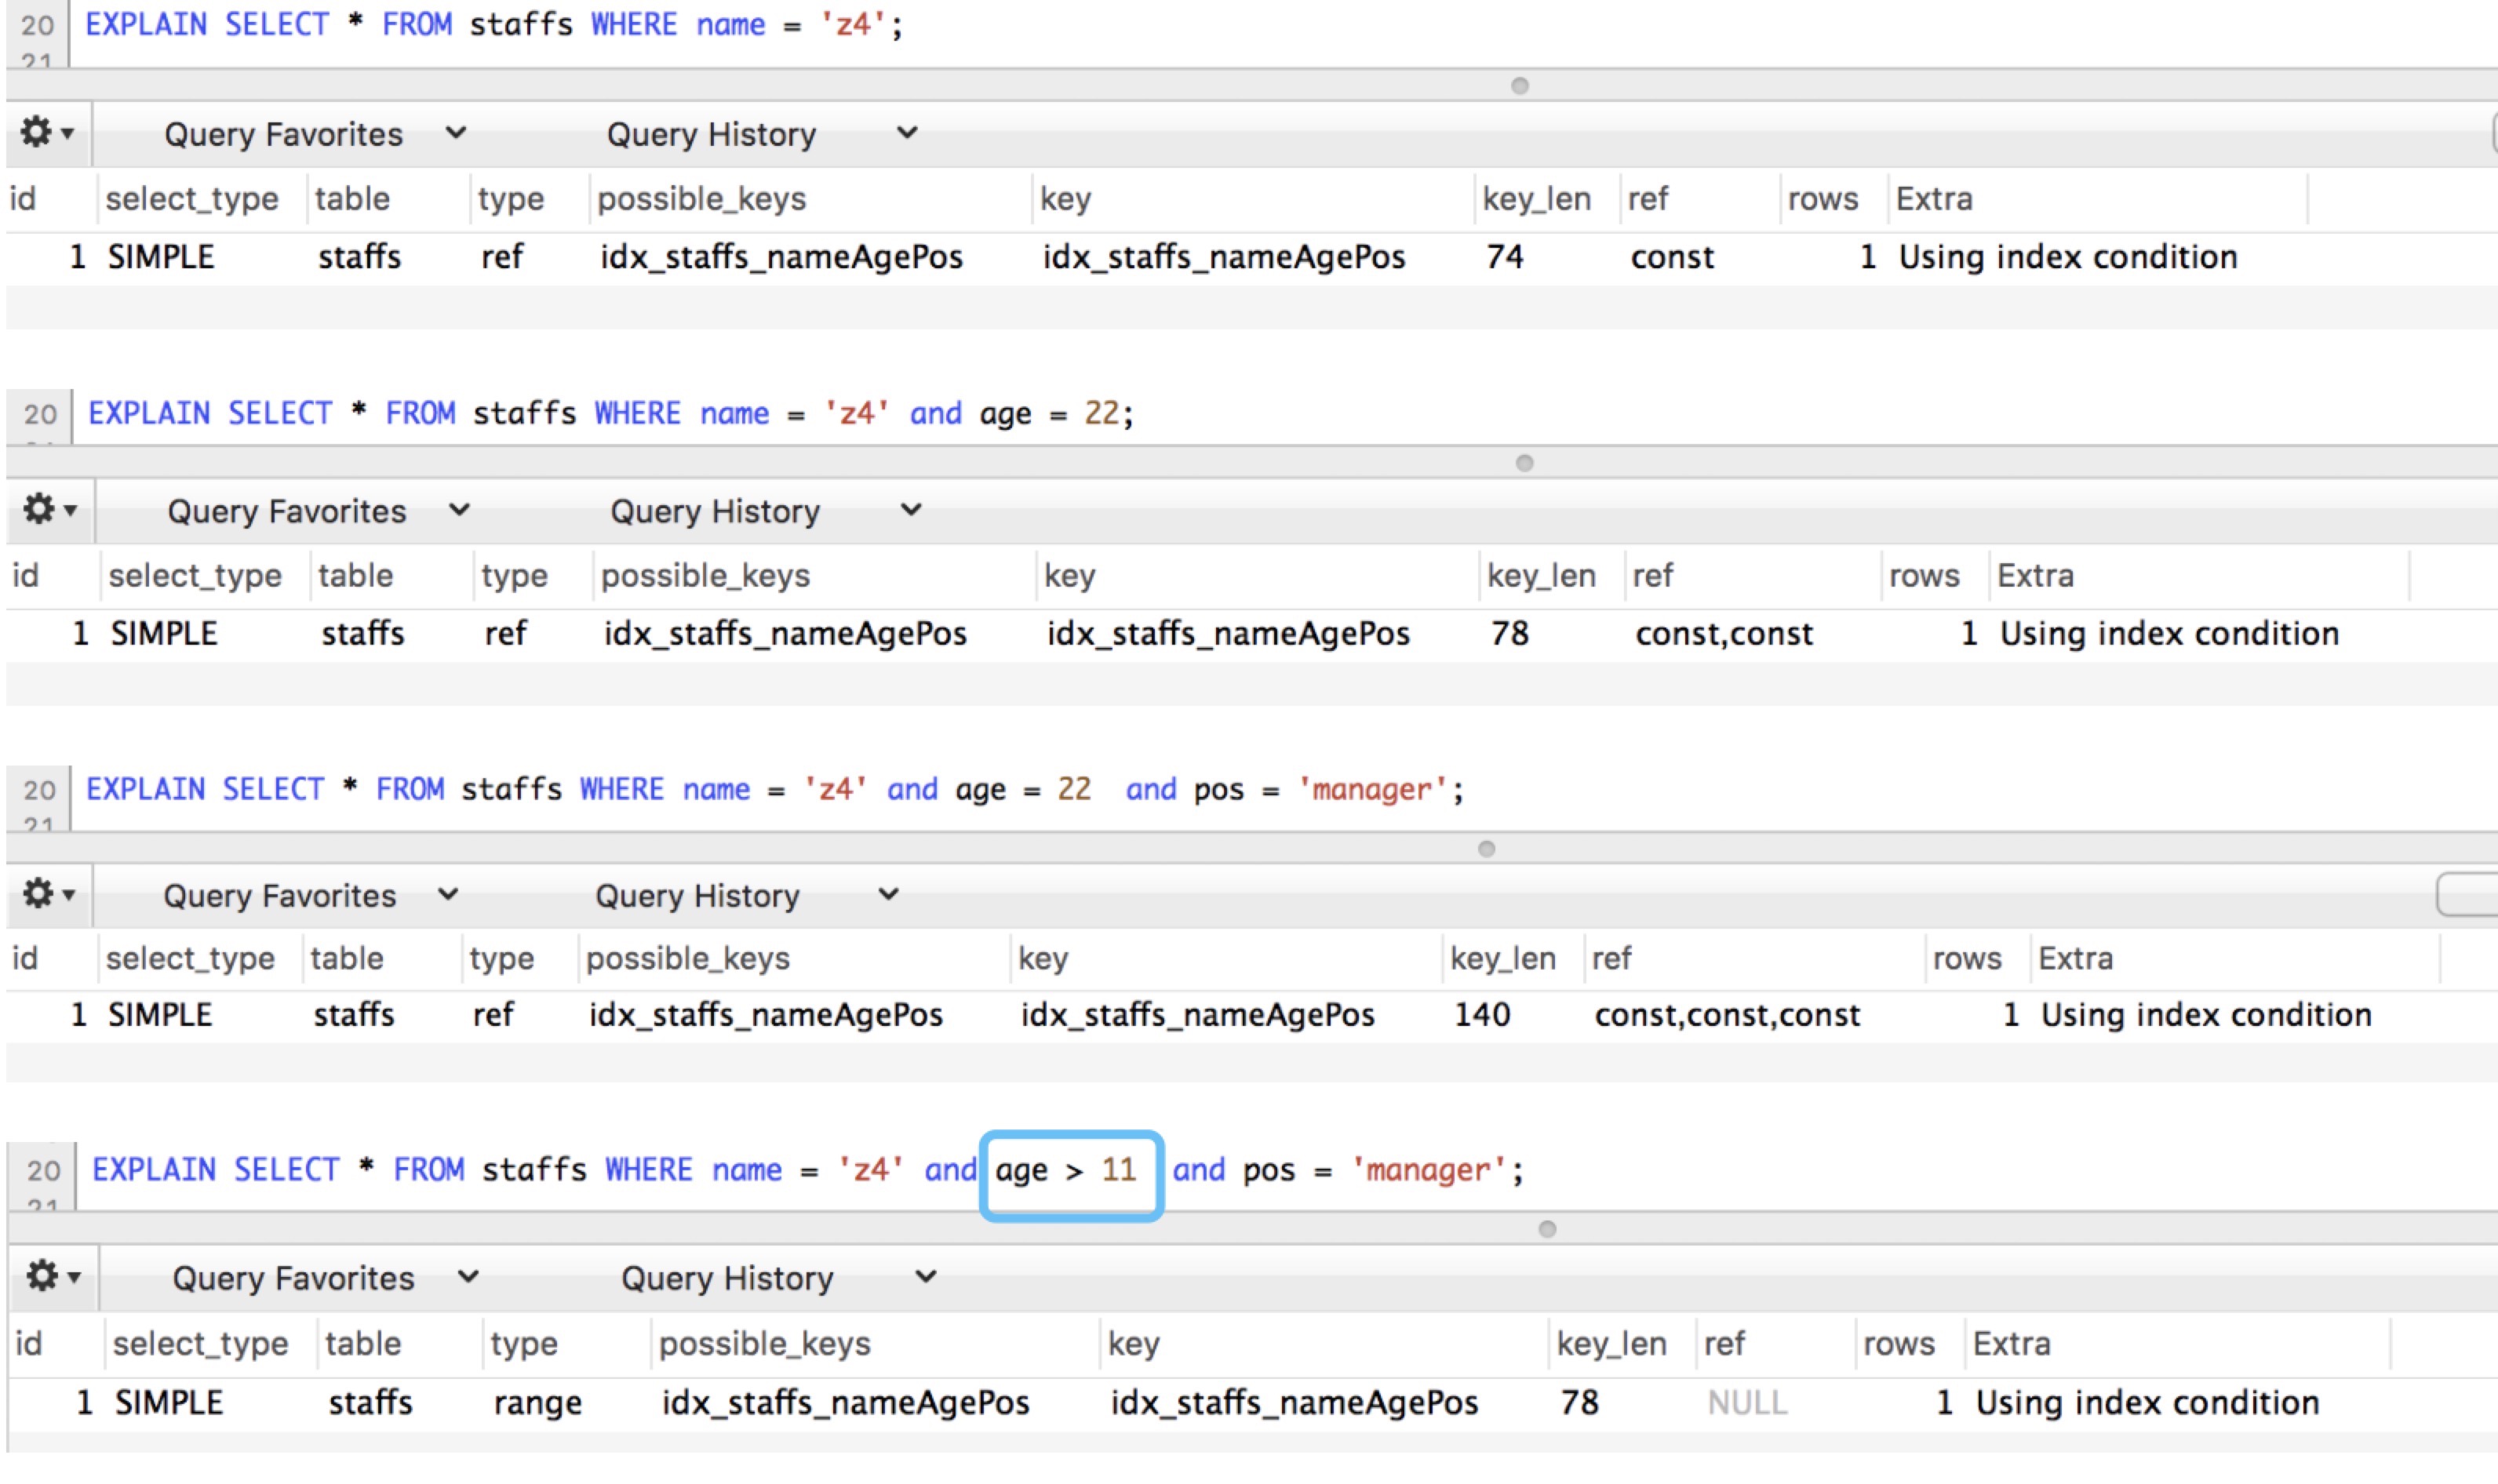 20 EXPLAIN SELECT * FROM staffs WHERE name = 'z4';
21
Query Favorites Query History
id select_type table type possible_keys key key_len ref rows Extra
1 SIMPLE staffs ref idx_staffs_nameAgePos idx_staffs_nameAgePos 74 const 1 Using index condition
20 EXPLAIN SELECT * FROM staffs WHERE name = 'z4' and age = 22;
Query Favorites Query History
id select_type table type possible_keys key key_len ref rows Extra
1 SIMPLE staffs ref idx_staffs_nameAgePos idx_staffs_nameAgePos 78 const,const 1 Using index condition
20 EXPLAIN SELECT * FROM staffs WHERE name = 'z4' and age = 22 and pos = 'manager';
21
Query Favorites Query History
id select_type table type possible_keys key key_len ref rows Extra
1 SIMPLE staffs ref idx_staffs_nameAgePos idx_staffs_nameAgePos 140 const,const,const 1 Using index condition
20 EXPLAIN SELECT * FROM staffs WHERE name = 'z4' and age > 11 and pos = 'manager';
21
Query Favorites Query History
id select_type table type possible_keys key key_len ref rows Extra
1 SIMPLE staffs range idx_staffs_nameAgePos idx_staffs_nameAgePos 78 NULL 1 Using index condition